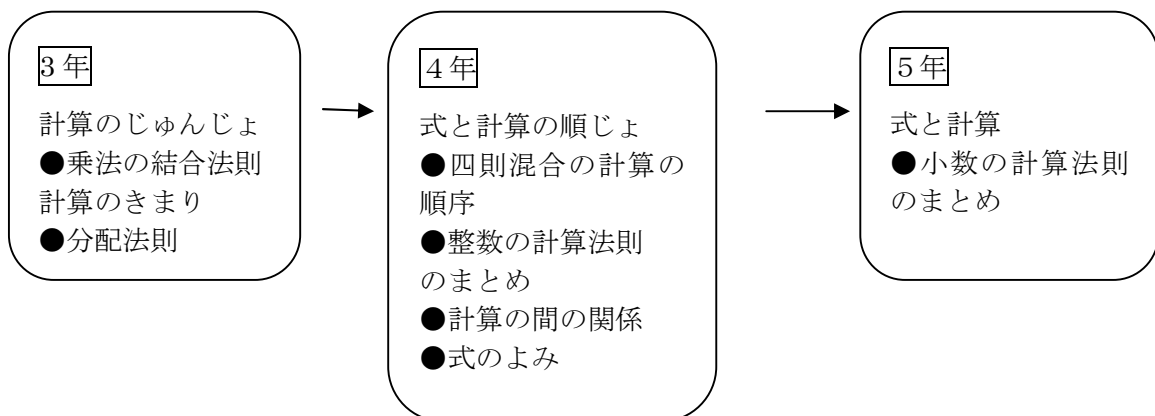 3年
計算のじゅんじょ
●乗法の結合法則
計算のきまり
●分配法則
４年
式と計算の順じょ
●四則混合の計算の
順序
●整数の計算法則
のまとめ
●計算の間の関係
●式のよみ
５年
式と計算
●小数の計算法則
のまとめ